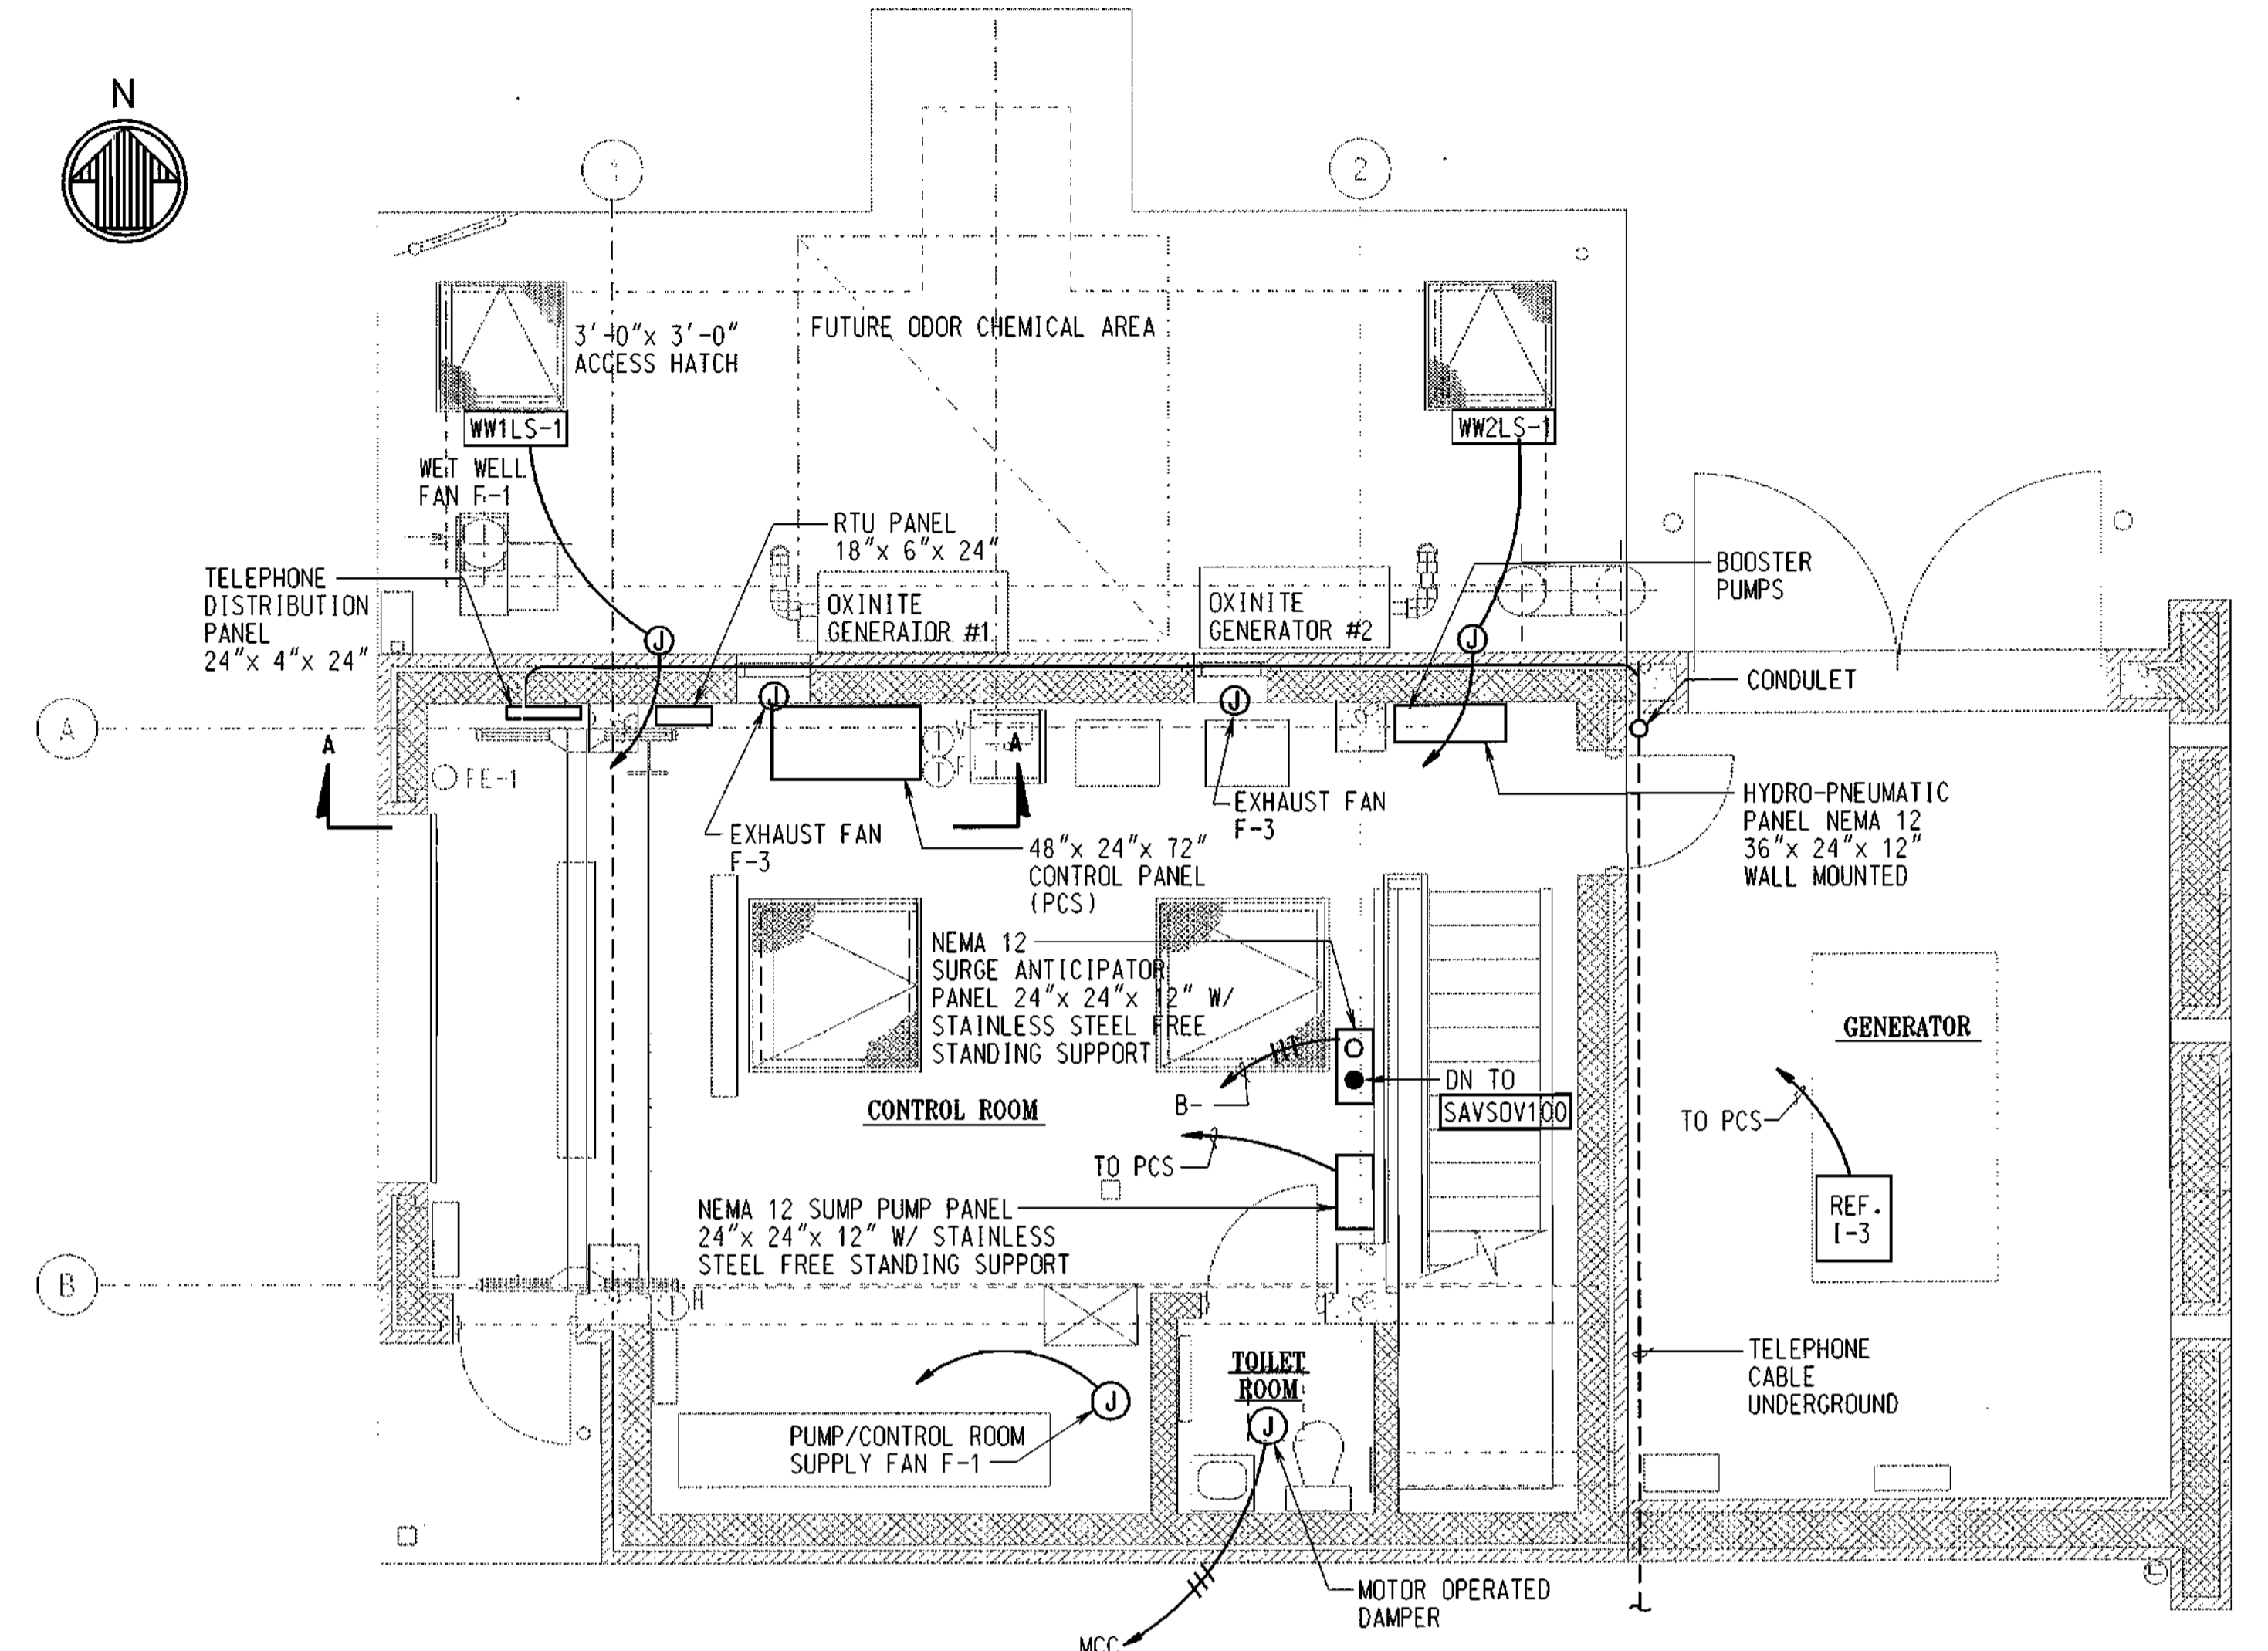 N
1
2
3'-0"x 3'-0"
ACCESS HATCH
FUTURE ODOR CHEMICAL AREA
WW1LS-1
WW2LS-1
WET WELL
FAN F-1
RTU PANEL
18"x 6"x 24"
TELEPHONE
DISTRIBUTION
PANEL
24"x 4"x 24"
OXINITE
GENERATOR #1
OXINITE
GENERATOR #2
BOOSTER
PUMPS
J
J
CONDULET
J
J
A
A
A
FE-1
EXHAUST FAN
F-3
EXHAUST FAN
F-3
48"x 24"x 72"
CONTROL PANEL
(PCS)
HYDRO-PNEUMATIC
PANEL NEMA 12
36"x 24"x 12"
WALL MOUNTED
NEMA 12
SURGE ANTICIPATOR
PANEL 24"x 24"x 12" W/
STAINLESS STEEL FREE
STANDING SUPPORT
GENERATOR
DN TO
SAVSOV100
B-
CONTROL ROOM
TO PCS
TO PCS
NEMA 12 SUMP PUMP PANEL
24"x 24"x 12" W/ STAINLESS
STEEL FREE STANDING SUPPORT
REF.
I-3
B
T H
TOILET
ROOM
TELEPHONE
CABLE
UNDERGROUND
J
J
PUMP/CONTROL ROOM
SUPPLY FAN F-1
MOTOR OPERATED
DAMPER
MCC